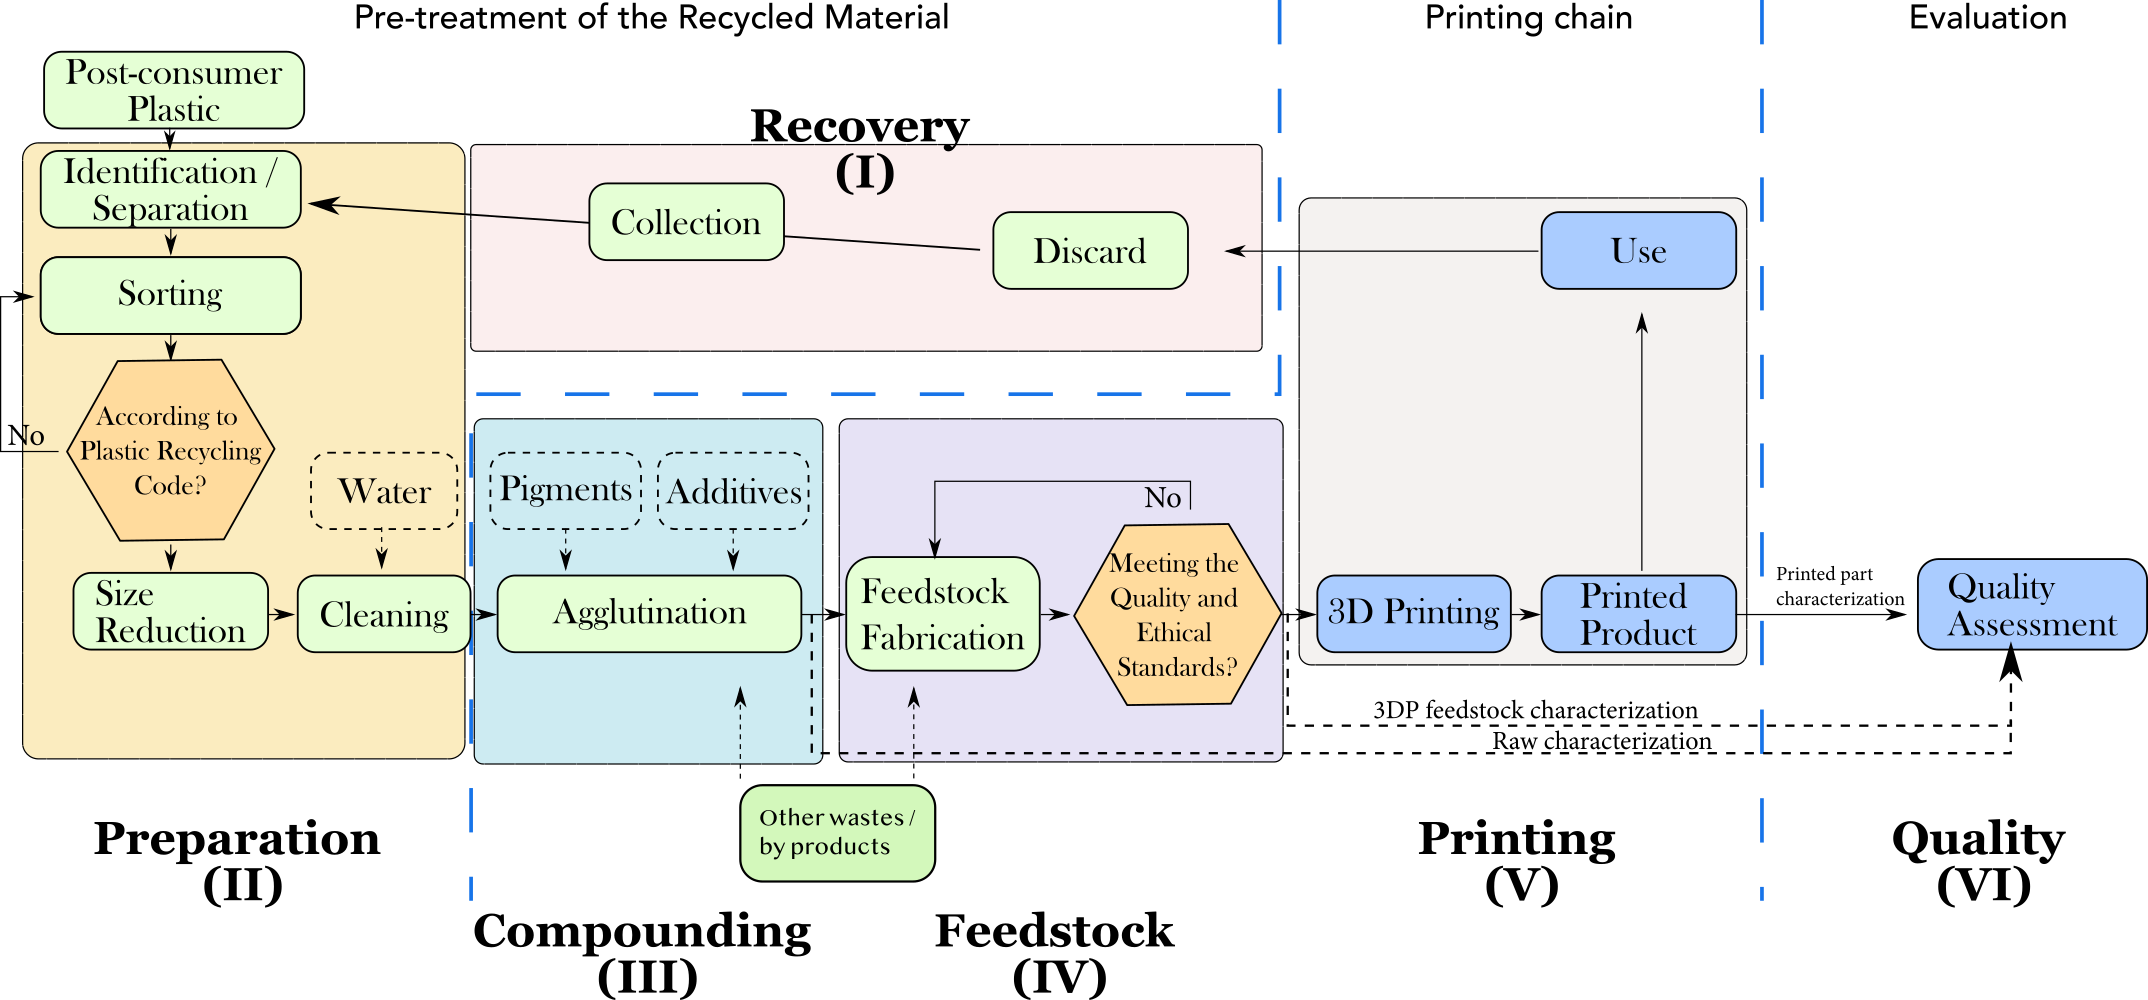 Pre-treatment of the Recycled Material
Printing chain
Evaluation
Post-consumer
Plastic
Recovery
(I)
Identification /
Separation
Collection
Discard
Use
Sorting
According to
Plastic Recycling
Code?
No
Water
Pigments
Additives
No
Meeting the
Quality and
Ethical
Standards?
Size
Reduction
Cleaning
Agglutination
Feedstock
Fabrication
3D Printing
Printed
Product
Printed part
characterization
Quality
Assessment
3DP feedstock characterization
Raw characterization
Other wastes /
by products
Preparation
(II)
Compounding
(III)
Feedstock
(IV)
Printing
(V)
Quality
(VI)